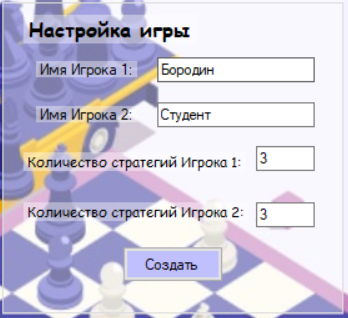 Настройка игры
Имя Игрока 1: Бородин
Имя Игрока 2: Студент
Количество стратегий Игрока 1: 3
Количество стратегий Игрока 2: 3
Создать